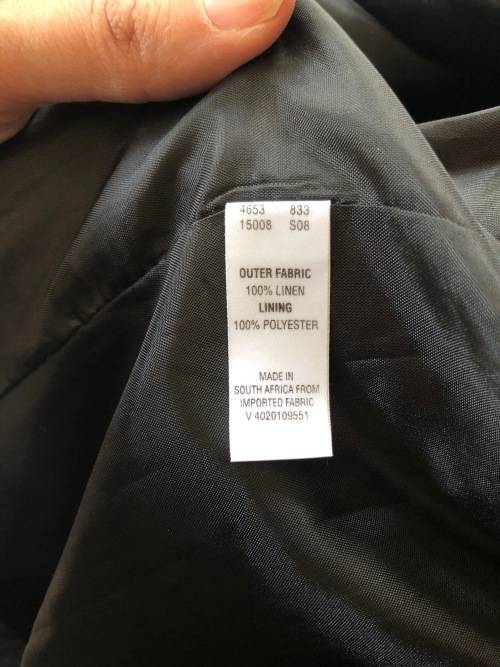 4653 833
15008 S08
OUTER FABRIC
100% LINEN
LINING
100% POLYESTER
MADE IN
SOUTH AFRICA FROM
IMPORTED FABRIC
V 4020109551